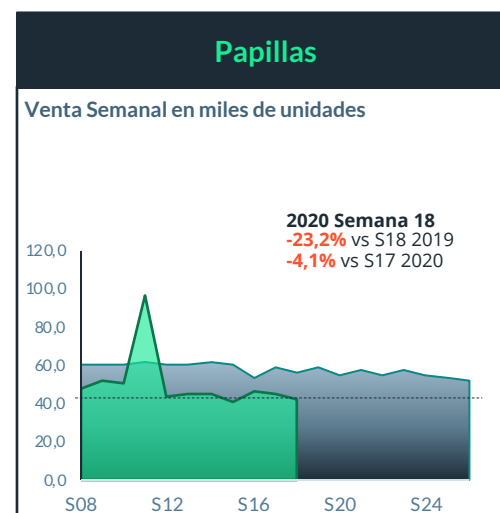 Papillas
Venta Semanal en miles de unidades
2020 Semana 18
-23,2% vs S18 2019
-4,1% vs S17 2020
120,0
100,0
80,0
60,0
40,0
20,0
0,0
S08 S12 S16 S20 S24